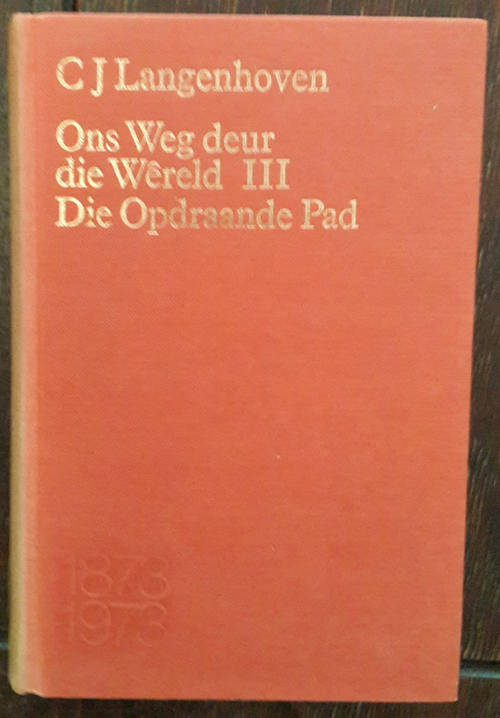 C J Langenhoven
Ons Weg deur
die Wêreld III
Die Opdraande Pad
1873
1973